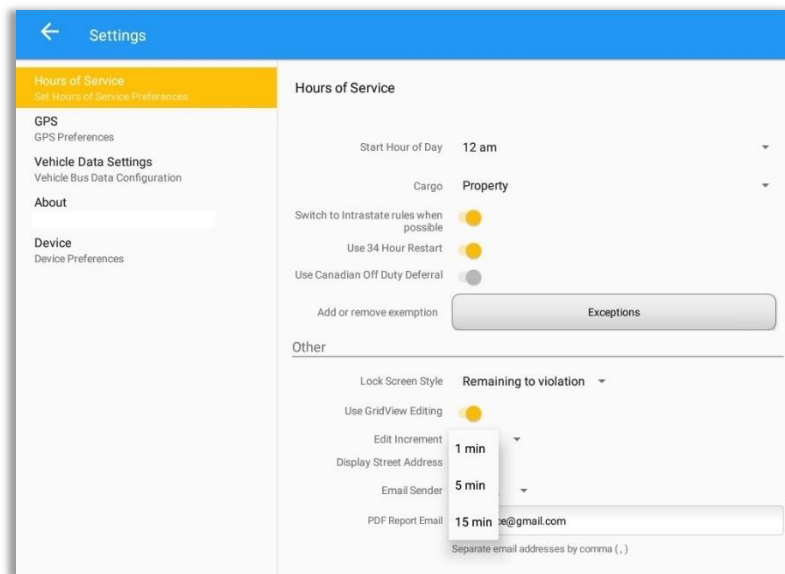 Settings
Hours of Service
Set Hours of Service Preferences
GPS
GPS Preferences
Vehicle Data Settings
Vehicle Bus Data Configuration
About
Device
Device Preferences
Hours of Service
Start Hour of Day 12 am
Cargo Property
Switch to Intrastate rules when
possible
Use 34 Hour Restart
Use Canadian Off Duty Deferral
Add or remove exemption Exceptions
Other
Lock Screen Style Remaining to violation
Use GridView Editing
Edit Increment
1 min
Display Street Address
Email Sender 5 min
PDF Report Email 15 min @gmail.com
Separate email addresses by comma ( , )